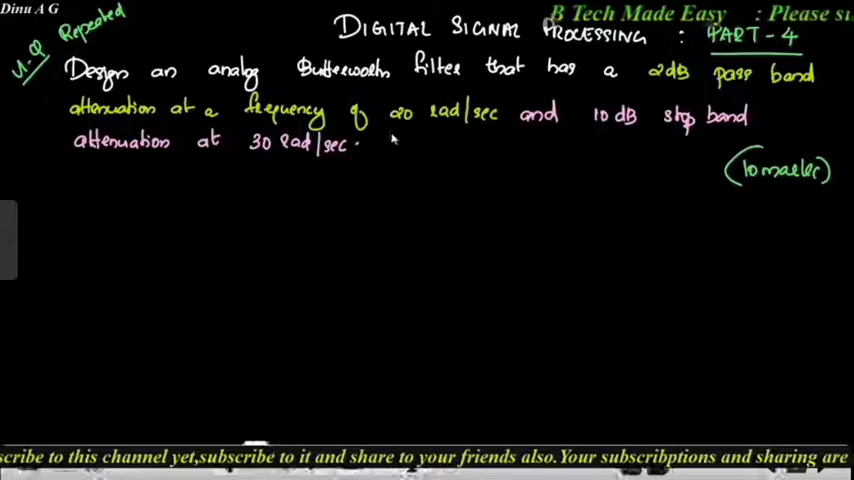 Dinu A G
B Tech Made Easy : Please su
U.Q Repeated
DIGITAL SIGNAL PROCESSING : PART-4
Design an analog Butterworth filter that has a 2dB pass band
attenuation at a frequency of 20 rad/sec and 10 dB stop band
attenuation at 30 rad/sec.
(10 marks)
scribe to this channel yet,subscribe to it and share to your friends also.Your subscribptions and sharing are